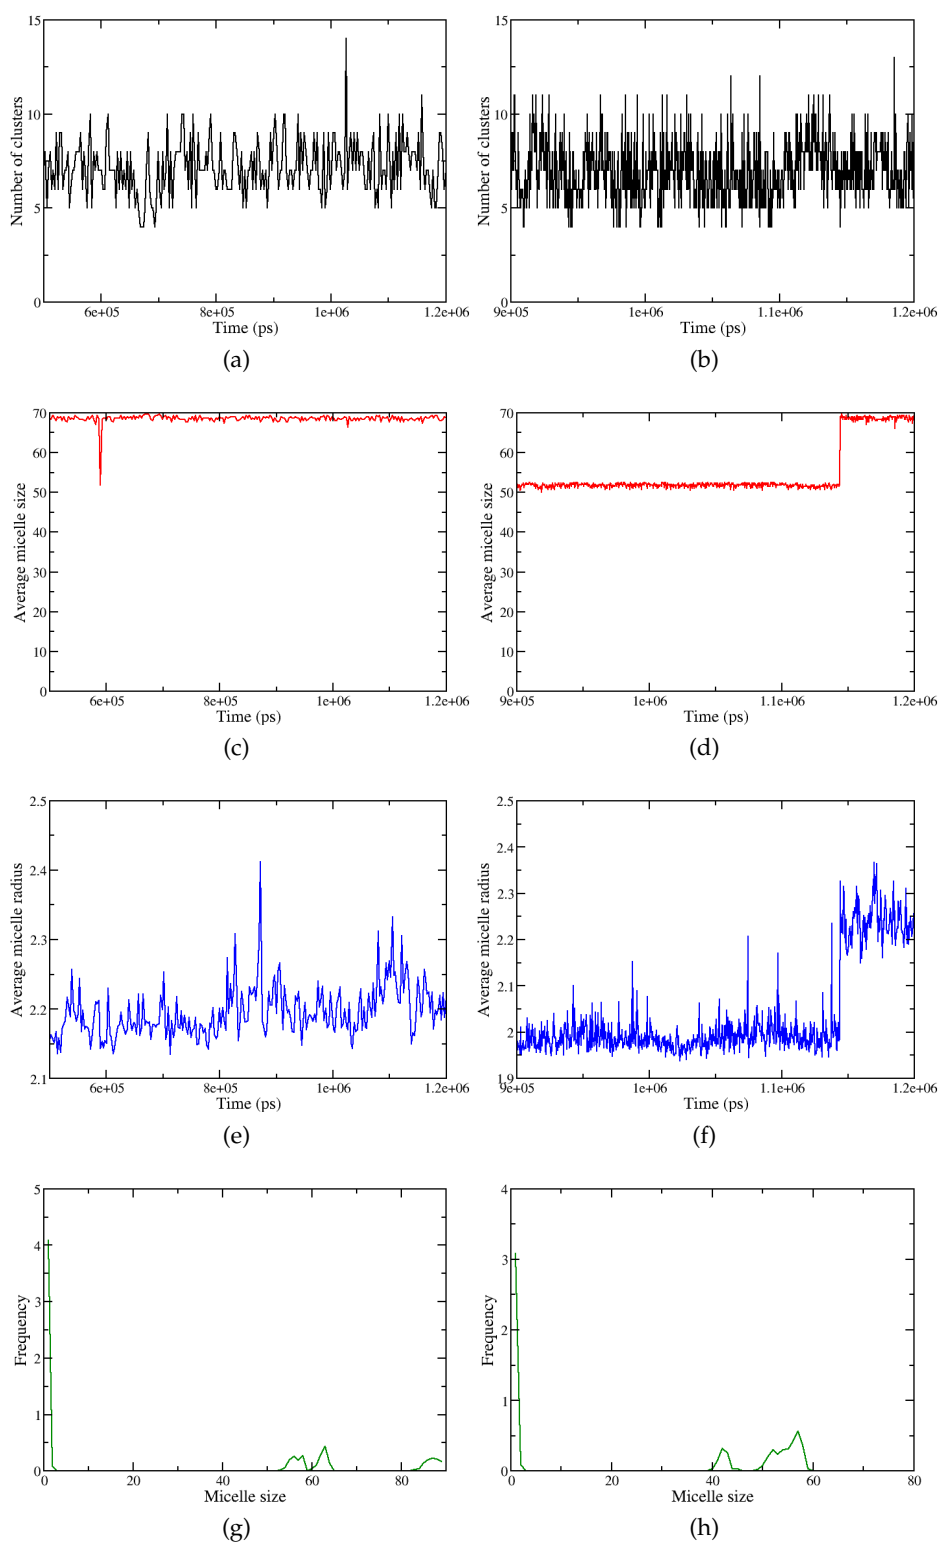 15
10
5
0
Number of clusters
6e+05 8e+05 1e+06 1.2e+06
Time (ps)
(a)
15
10
5
0
Number of clusters
9e+05 1e+06 1.1e+06 1.2e+06
Time (ps)
(b)
70
60
50
40
30
20
10
0
Average micelle size
6e+05 8e+05 1e+06 1.2e+06
Time (ps)
(c)
70
60
50
40
30
20
10
0
Average micelle size
9e+05 1e+06 1.1e+06 1.2e+06
Time (ps)
(d)
2.5
2.4
2.3
2.2
2.1
Average micelle radius
6e+05 8e+05 1e+06 1.2e+06
Time (ps)
(e)
2.5
2.4
2.3
2.2
2.1
2
1.9
Average micelle radius
9e+05 1e+06 1.1e+06 1.2e+06
Time (ps)
(f)
5
4
3
2
1
0
Frequency
0 20 40 60 80
Micelle size
(g)
4
3
2
1
0
Frequency
0 20 40 60 80
Micelle size
(h)